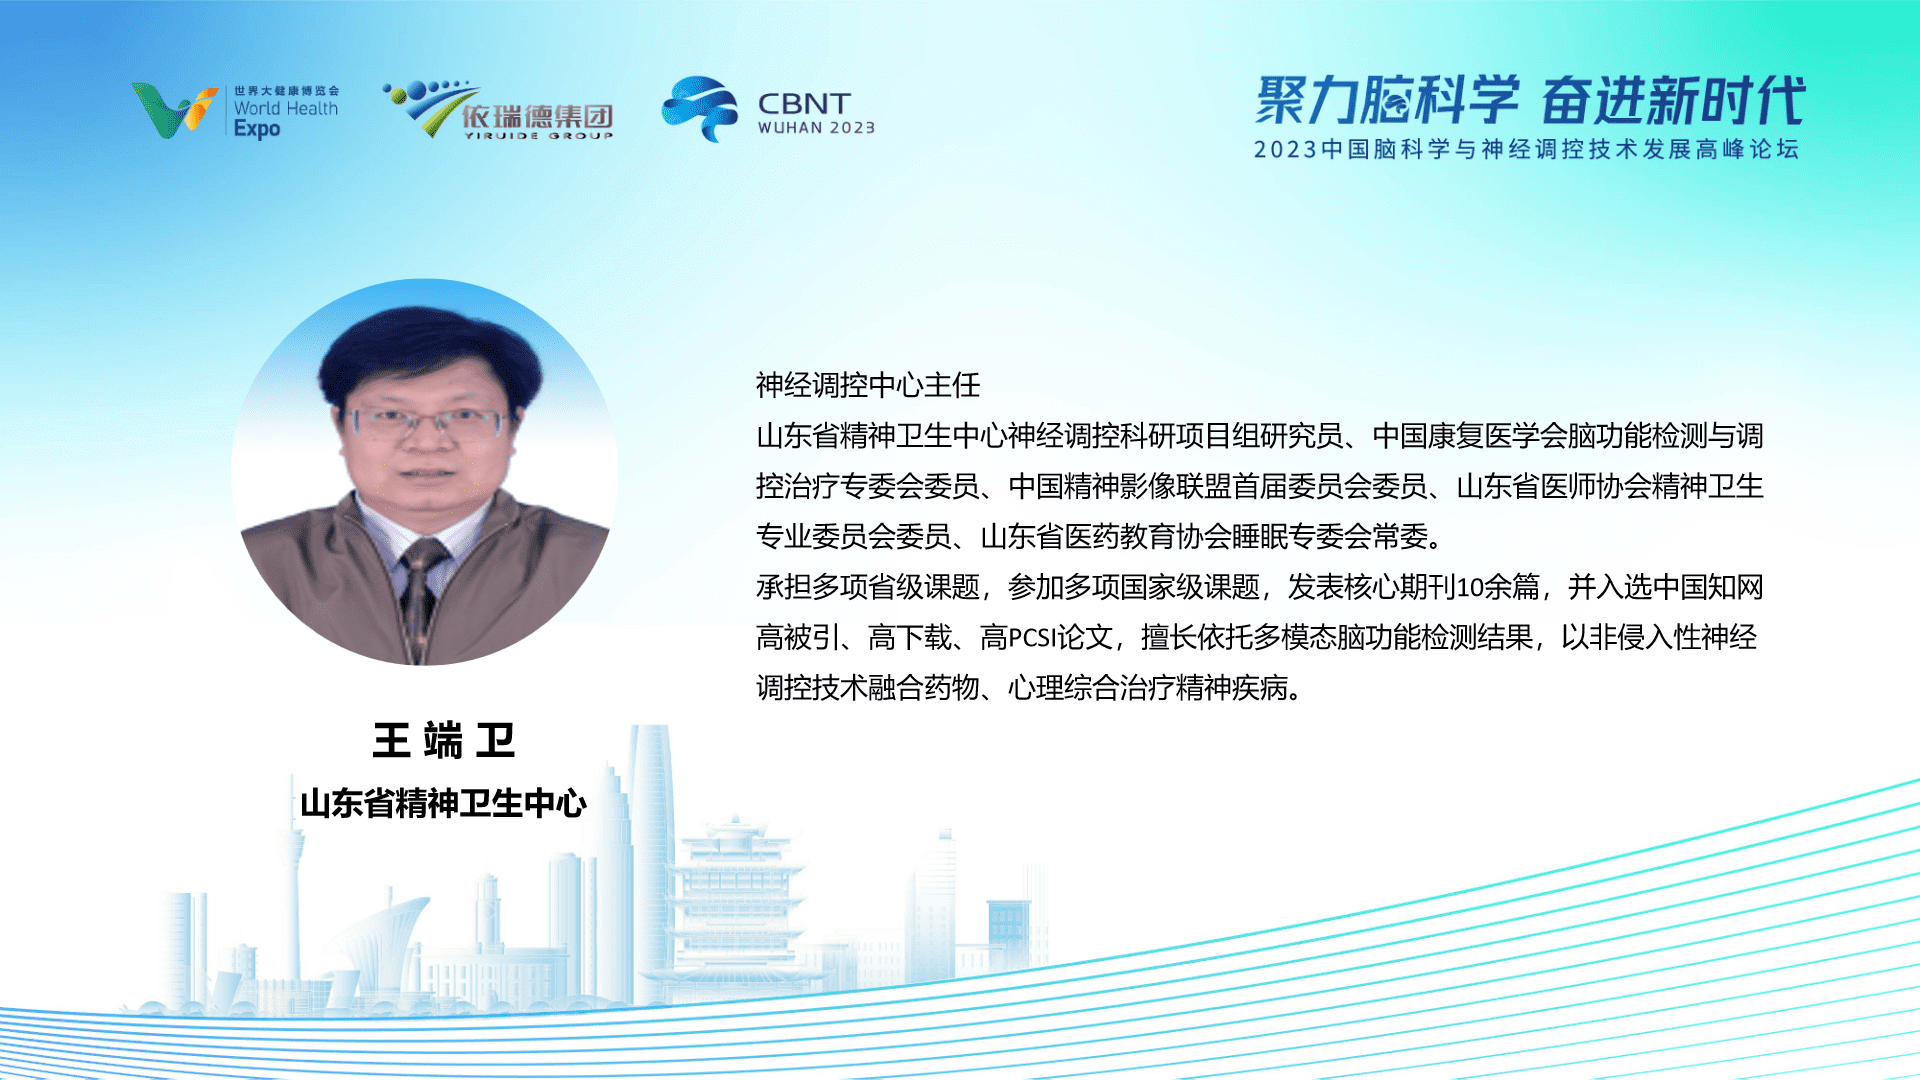 世界大健康博览会
World Health
Expo
依瑞德集团
YIRUIDE GROUP
CBNT
WUHAN 2023
聚力脑科学 奋进新时代
2023中国脑科学与神经调控技术发展高峰论坛
神经调控中心主任
山东省精神卫生中心神经调控科研项目组研究员、中国康复医学会脑功能检测与调
控治疗专委会委员、中国精神影像联盟首届委员会委员、山东省医师协会精神卫生
专业委员会委员、山东省医药教育协会睡眠专委会常委。
承担多项省级课题，参加多项国家级课题，发表核心期刊10余篇，并入选中国知网
高被引、高下载、高PCSI论文，擅长依托多模态脑功能检测结果，以非侵入性神经
调控技术融合药物、心理综合治疗精神疾病。
王 端 卫
山东省精神卫生中心